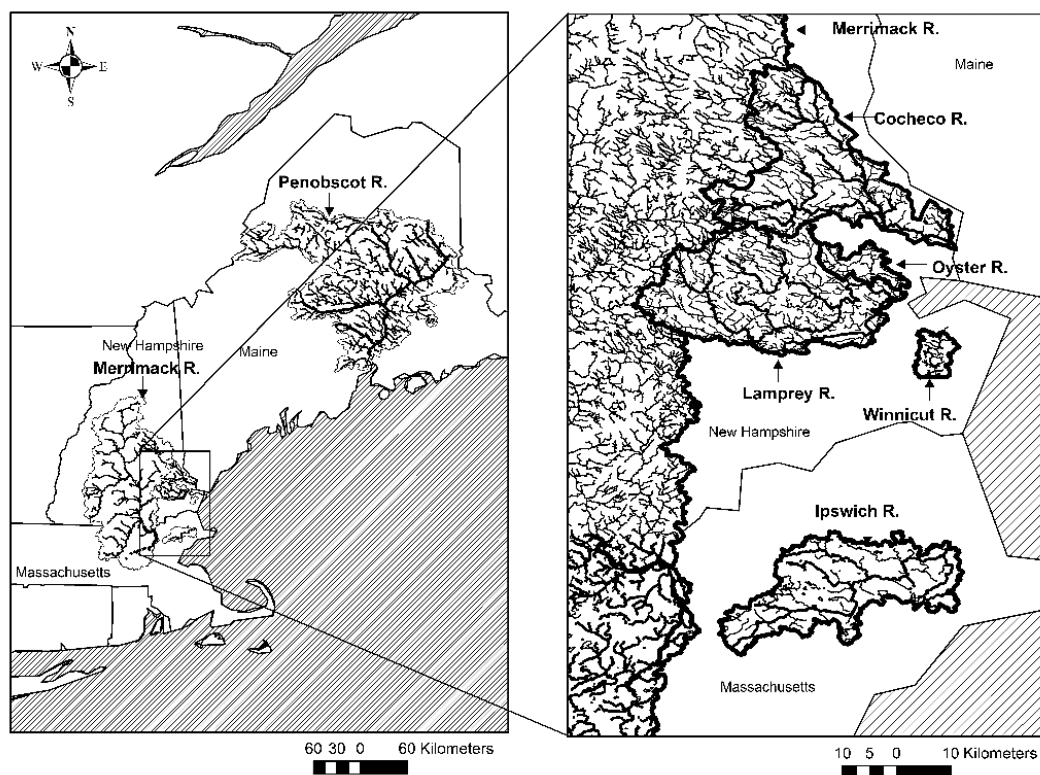 N
W E
S
Penobscot R.
Maine
New Hampshire
Merrimack R.
Massachusetts
60 30 0 60 Kilometers
Merrimack R.
Maine
Cocheco R.
Oyster R.
Lamprey R.
Winnicut R.
New Hampshire
Ipswich R.
Massachusetts
10 5 0 10 Kilometers